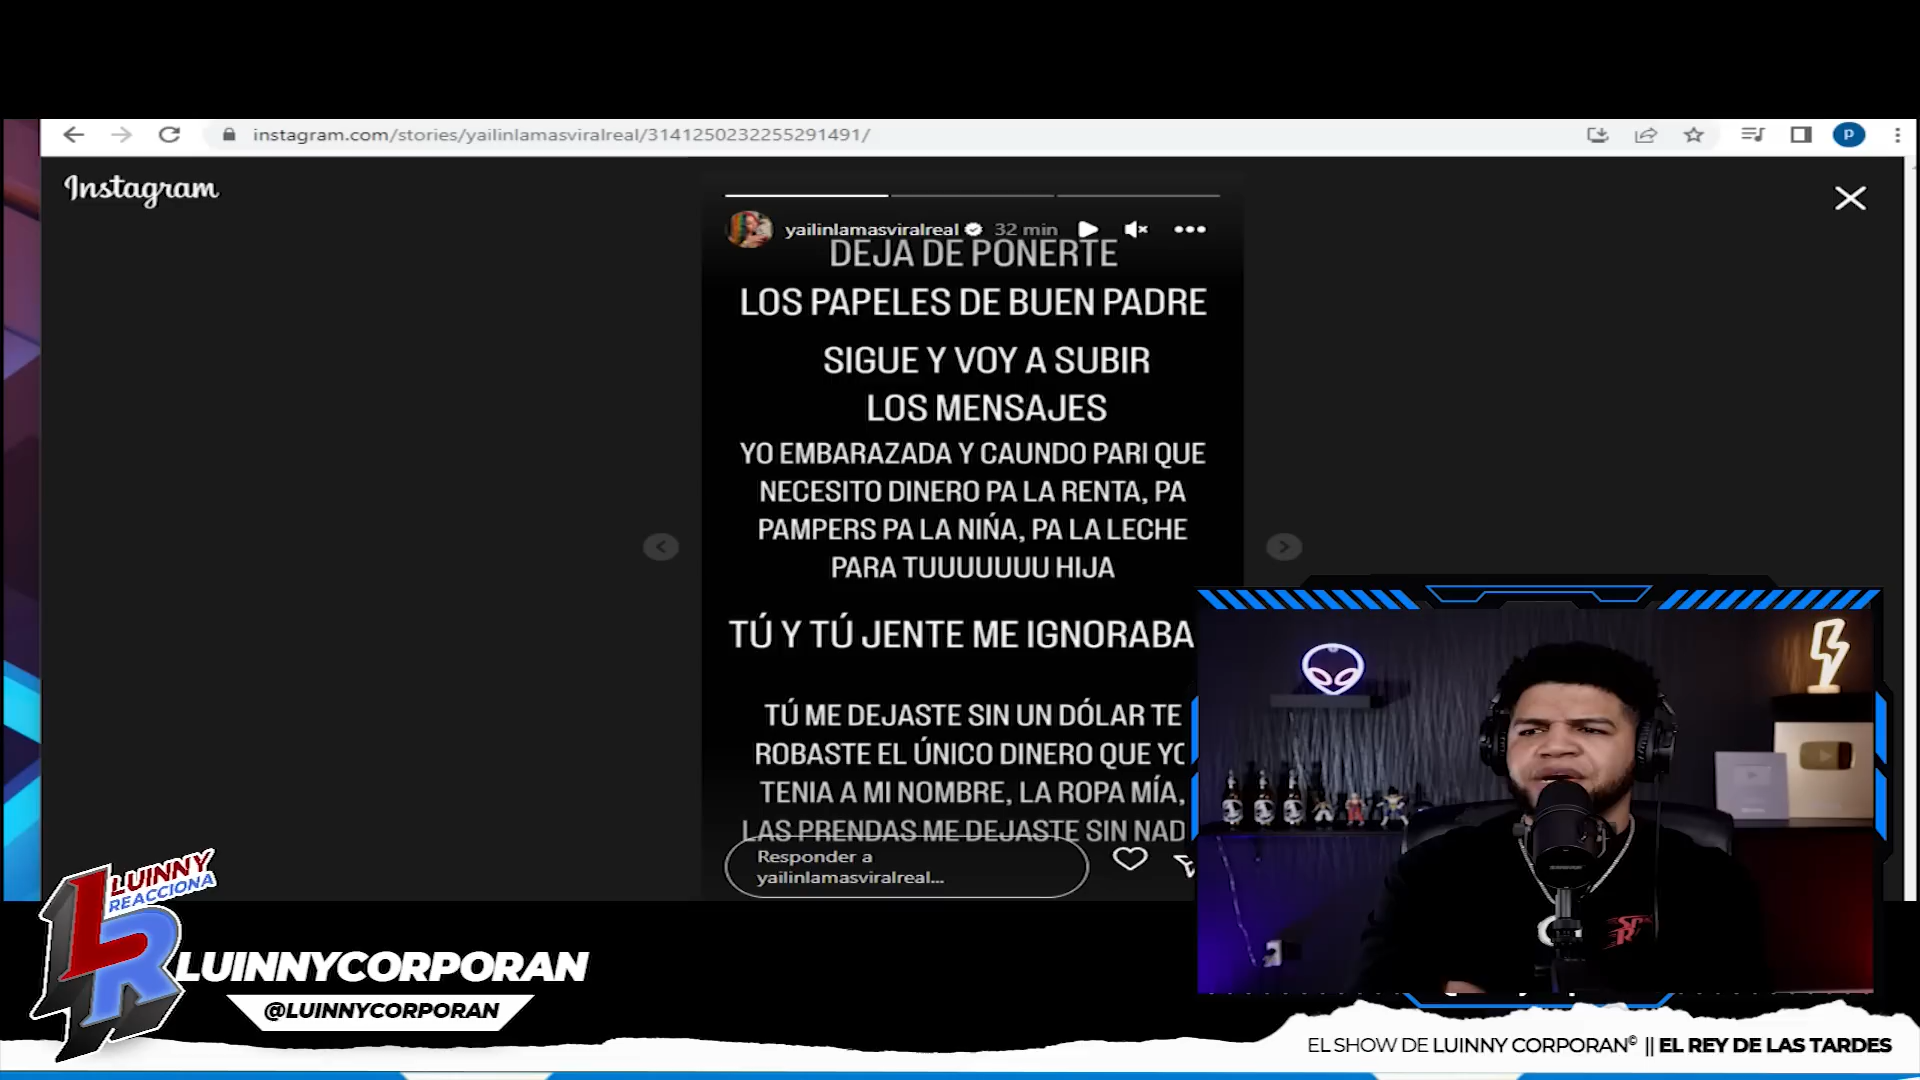 instagram.com/stories/yailinlamasviralreal/3141250232255291491/
P
Instagram
yailinlamasviralreal 32 min
DEJA DE PONERTE
LOS PAPELES DE BUEN PADRE
SIGUE Y VOY A SUBIR
LOS MENSAJES
YO EMBARAZADA Y CAUNDO PARI QUE
NECESITO DINERO PA LA RENTA, PA
PAMPERS PA LA NIŃA, PA LA LECHE
PARA TUUUUUUU HIJA
TÚ Y TÚ JENTE ME IGNORABA
TÚ ME DEJASTE SIN UN DÓLAR TE
ROBASTE EL ÚNICO DINERO QUE YO
TENIA A MI NOMBRE, LA ROPA MÍA,
LAS PRENDAS ME DEJASTE SIN NAD
Responder a
yailinlamasviralreal...
LUINNY
REACCIONA
LR
LUINNYCORPORAN
@LUINNYCORPORAN
EL SHOW DE LUINNY CORPORAN© || EL REY DE LAS TARDES